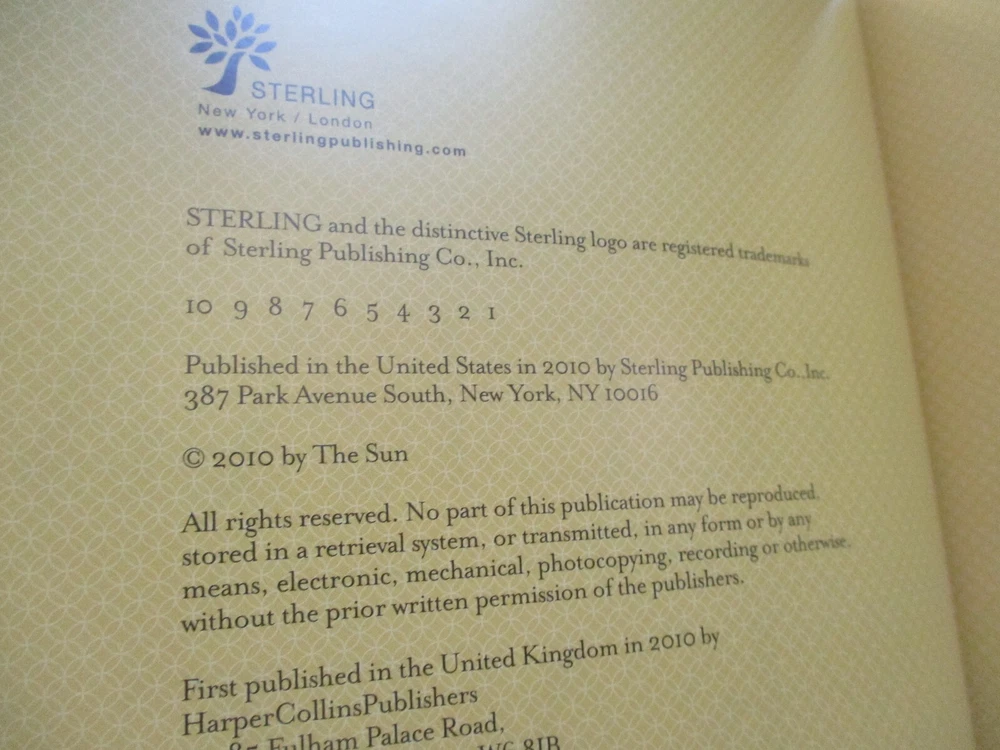 STERLING
New York / London
www.sterlingpublishing.com
STERLING and the distinctive Sterling logo are registered trademarks
of Sterling Publishing Co., Inc.
10 9 8 7 6 5 4 3 2 1
Published in the United States in 2010 by Sterling Publishing Co., Inc.
387 Park Avenue South, New York, NY 10016
© 2010 by The Sun
All rights reserved. No part of this publication may be reproduced,
stored in a retrieval system, or transmitted, in any form or by any
means, electronic, mechanical, photocopying, recording or otherwise,
without the prior written permission of the publishers.
First published in the United Kingdom in 2010 by
HarperCollinsPublishers
Fulham Palace Road,
8JB